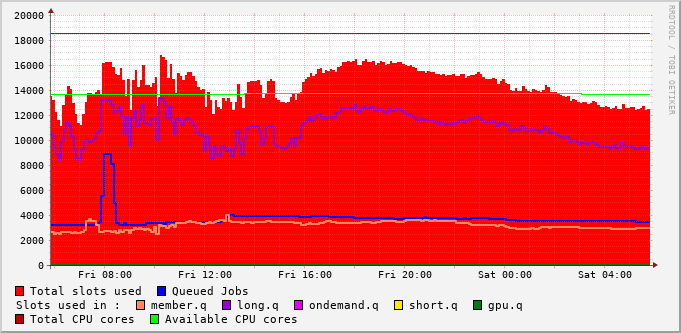 20000
18000
16000
14000
12000
10000
8000
6000
4000
2000
0
Fri 08:00 Fri 12:00 Fri 16:00 Fri 20:00 Sat 00:00 Sat 04:00
RRDTOOL / TOBI OETIKER
Total slots used Queued Jobs
Slots used in : member.q long.q ondemand.q short.q gpu.q
Total CPU cores Available CPU cores